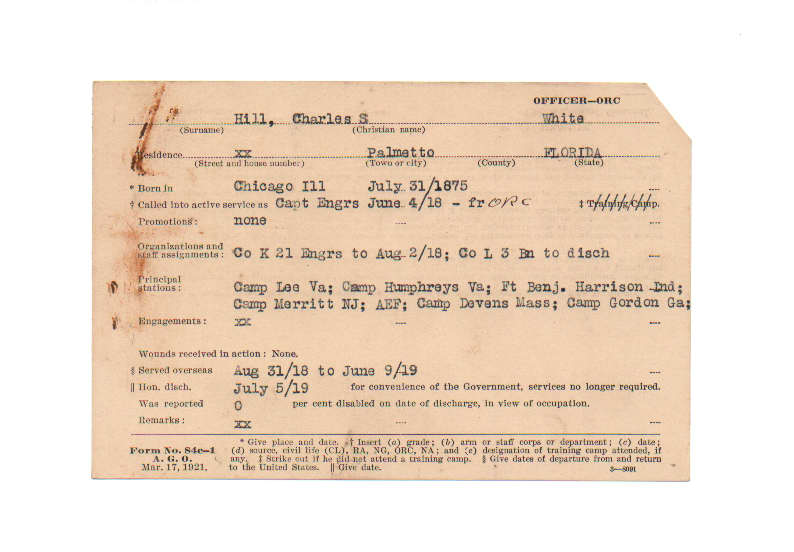 OFFICER—ORC
Hill, Charles S White
(Surname) (Christian name)
Residence xx Palmetto FLORIDA
(Street and house number) (Town or city) (County) (State)
* Born in Chicago Ill July 31/1875
† Called into active service as Capt Engrs June 4/18 - fr ORC ‡ Training Camp.
Promotions: none
Organizations and
staff assignments: Co K 21 Engrs to Aug 2/18; Co L 3 Bn to disch
Principal
stations: Camp Lee Va; Camp Humphreys Va; Ft Benj. Harrison Ind;
Camp Merritt NJ; AEF; Camp Devens Mass; Camp Gordon Ga;
Engagements: xx
Wounds received in action: None.
§ Served overseas Aug 31/18 to June 9/19
|| Hon. disch. July 5/19 for convenience of the Government, services no longer required.
Was reported 0 per cent disabled on date of discharge, in view of occupation.
Remarks: xx
* Give place and date. † Insert (a) grade; (b) arm or staff corps or department; (c) date;
Form No. 84c—1 (d) source, civil life (CL), RA, NG, ORC, NA; and (e) designation of training camp attended, if
A. G. O. any. ‡ Strike out if he did not attend a training camp. § Give dates of departure from and return
Mar. 17, 1921. to the United States. || Give date. 3—8091